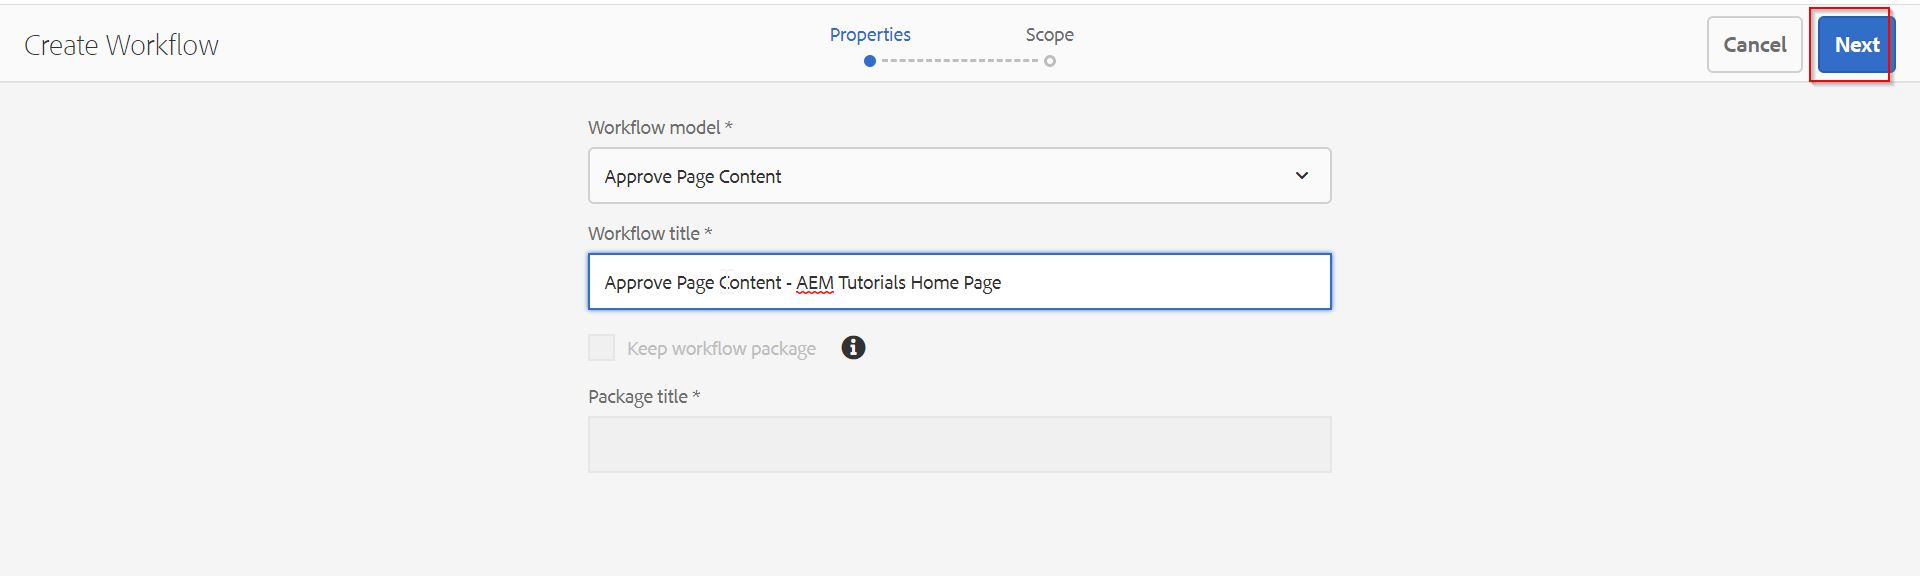 Create Workflow
Properties
Scope
Cancel
Next
Workflow model *
Approve Page Content
Workflow title *
Approve Page Content - AEM Tutorials Home Page
Keep workflow package
Package title *